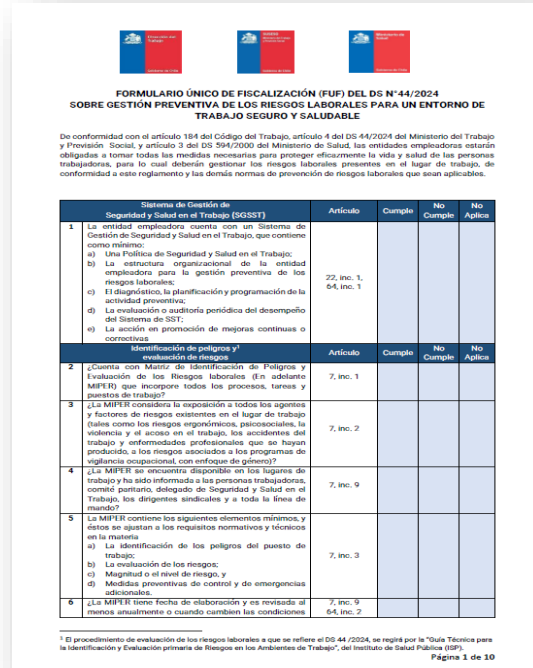 Dirección del
Trabajo
Gobierno de Chile
SUSESO
Gobierno de Chile
Ministerio de
Salud
Gobierno de Chile
FORMULARIO ÚNICO DE FISCALIZACIÓN (FUF) DEL DS N°44/2024
SOBRE GESTIÓN PREVENTIVA DE LOS RIESGOS LABORALES PARA UN ENTORNO DE
TRABAJO SEGURO Y SALUDABLE
De conformidad con el artículo 184 del Código del Trabajo, artículo 4 del DS 44/2024 del Ministerio del Trabajo
y Previsión Social, y artículo 3 del DS 594/2000 del Ministerio de Salud, las entidades empleadoras estarán
obligadas a tomar todas las medidas necesarias para proteger eficazmente la vida y salud de las personas
trabajadoras, para lo cual deberán gestionar los riesgos laborales presentes en el lugar de trabajo, de
conformidad a este reglamento y las demás normas de prevención de riesgos laborales que sean aplicables.
Sistema de Gestión de
Seguridad y Salud en el Trabajo (SGSST) Artículo Cumple No Cumple No Aplica
1 La entidad empleadora cuenta con un Sistema de
Gestión de Seguridad y Salud en el Trabajo, que contiene
como mínimo:
a) Una Política de Seguridad y Salud en el Trabajo;
b) La estructura organizacional de la entidad
empleadora para la gestión preventiva de los
riesgos laborales;
c) El diagnóstico, la planificación y programación de la
actividad preventiva;
d) La evaluación o auditoría periódica del desempeño
del Sistema de SST;
e) La acción en promoción de mejoras continuas o
correctivas
22, inc. 1,
64, inc. 1
Identificación de peligros y¹
evaluación de riesgos Artículo Cumple No Cumple No Aplica
2 ¿Cuenta con Matriz de Identificación de Peligros y
Evaluación de los Riesgos laborales (En adelante
MIPER) que incorpore todos los procesos, tareas y
puestos de trabajo?
7, inc. 1
3 ¿La MIPER considera la exposición a todos los agentes
y factores de riesgos existentes en el lugar de trabajo
(tales como los riesgos ergonómicos, psicosociales, la
violencia y el acoso en el trabajo, los accidentes del
trabajo y enfermedades profesionales que se hayan
producido, a los riesgos asociados a los programas de
vigilancia ocupacional, con enfoque de género)?
7, inc. 2
4 ¿La MIPER se encuentra disponible en los lugares de
trabajo y ha sido informada a las personas trabajadoras,
comité paritario, delegado de Seguridad y Salud en el
Trabajo, los dirigentes sindicales y a toda la línea de
mando?
7, inc. 9
5 La MIPER contiene los siguientes elementos mínimos, y
éstos se ajustan a los requisitos normativos y técnicos
en la materia
a) La identificación de los peligros del puesto de
trabajo;
b) La evaluación de los riesgos;
c) Magnitud o el nivel de riesgo, y
d) Medidas preventivas de control y de emergencias
adicionales.
7, inc. 3
6 ¿La MIPER tiene fecha de elaboración y es revisada al
menos anualmente o cuando cambien las condiciones
7, inc. 9
64, inc. 2
¹ El procedimiento de evaluación de los riesgos laborales a que se refiere el DS 44 /2024, se regirá por la "Guía Técnica para
la Identificación y Evaluación primaria de Riesgos en los Ambientes de Trabajo", del Instituto de Salud Pública (ISP).
Página 1 de 10